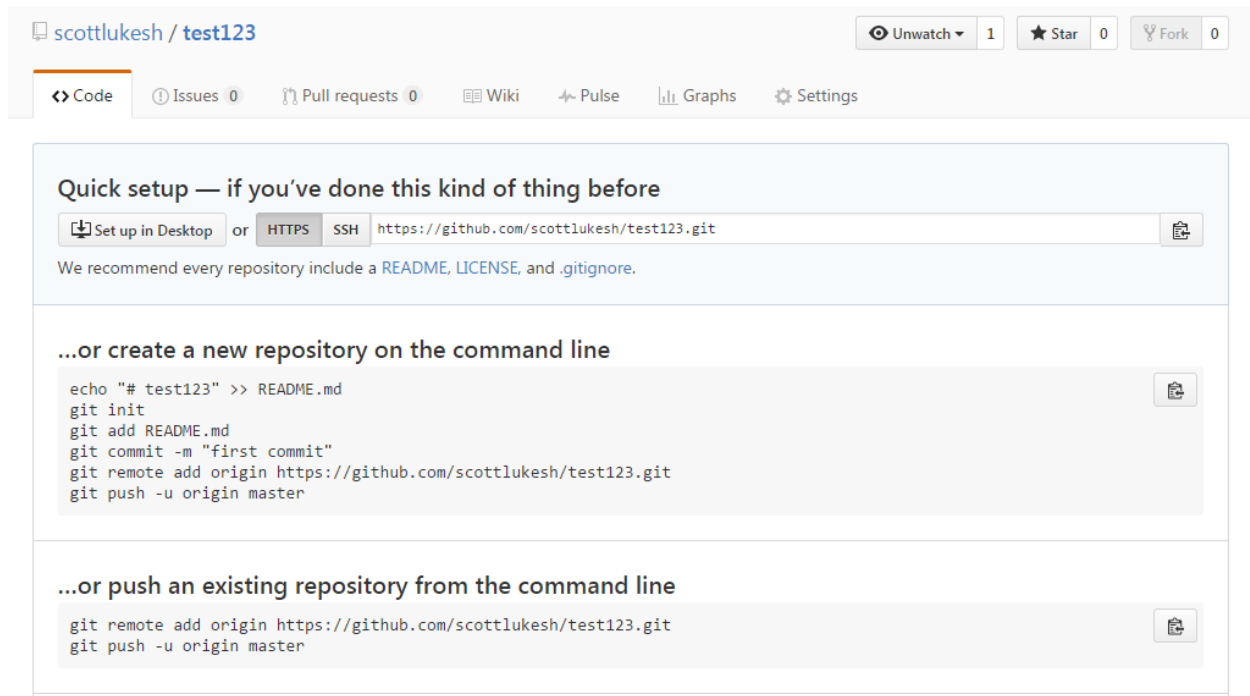 scottlukesh / test123
Unwatch 1 Star 0 Fork 0
Code Issues 0 Pull requests 0 Wiki Pulse Graphs Settings
Quick setup — if you’ve done this kind of thing before
Set up in Desktop or HTTPS SSH https://github.com/scottlukesh/test123.git
We recommend every repository include a README, LICENSE, and .gitignore.
…or create a new repository on the command line
echo "# test123" >> README.md
git init
git add README.md
git commit -m "first commit"
git remote add origin https://github.com/scottlukesh/test123.git
git push -u origin master
…or push an existing repository from the command line
git remote add origin https://github.com/scottlukesh/test123.git
git push -u origin master